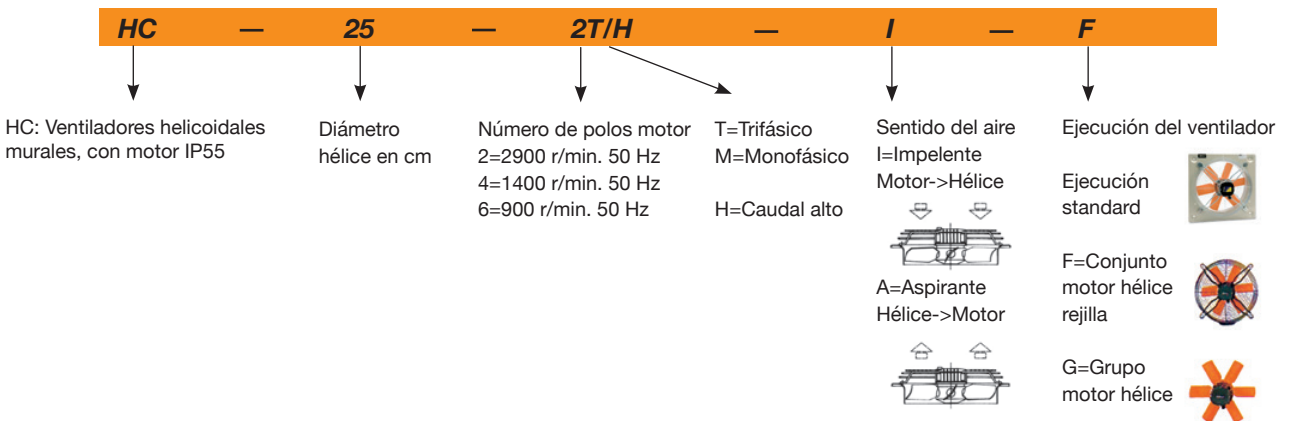 HC — 25 — 2T/H — I — F
HC: Ventiladores helicoidales
murales, con motor IP55
Diámetro
hélice en cm
Número de polos motor
2=2900 r/min. 50 Hz
4=1400 r/min. 50 Hz
6=900 r/min. 50 Hz
T=Trifásico
M=Monofásico
H=Caudal alto
Sentido del aire
I=Impelente
Motor->Hélice
A=Aspirante
Hélice->Motor
Ejecución del ventilador
Ejecución
standard
F=Conjunto
motor hélice
rejilla
G=Grupo
motor hélice